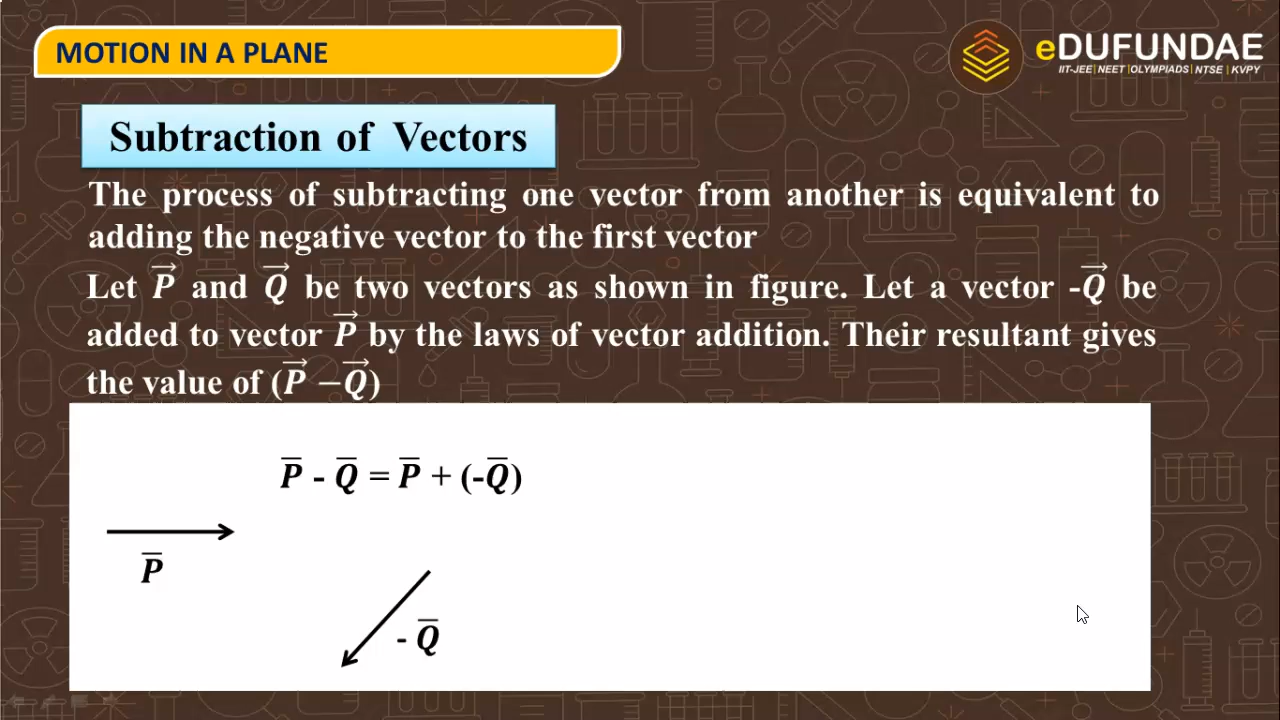 MOTION IN A PLANE
eDUFUNDAE
IIT-JEE|NEET|OLYMPIADS|NTSE|KVPY
Subtraction of Vectors
The process of subtracting one vector from another is equivalent to
adding the negative vector to the first vector
Let P⃗ and Q⃗ be two vectors as shown in figure. Let a vector -Q⃗ be
added to vector P⃗ by the laws of vector addition. Their resultant gives
the value of (P⃗ −Q⃗)
P̅ - Q̅ = P̅ + (-Q̅)
P̅
- Q̅